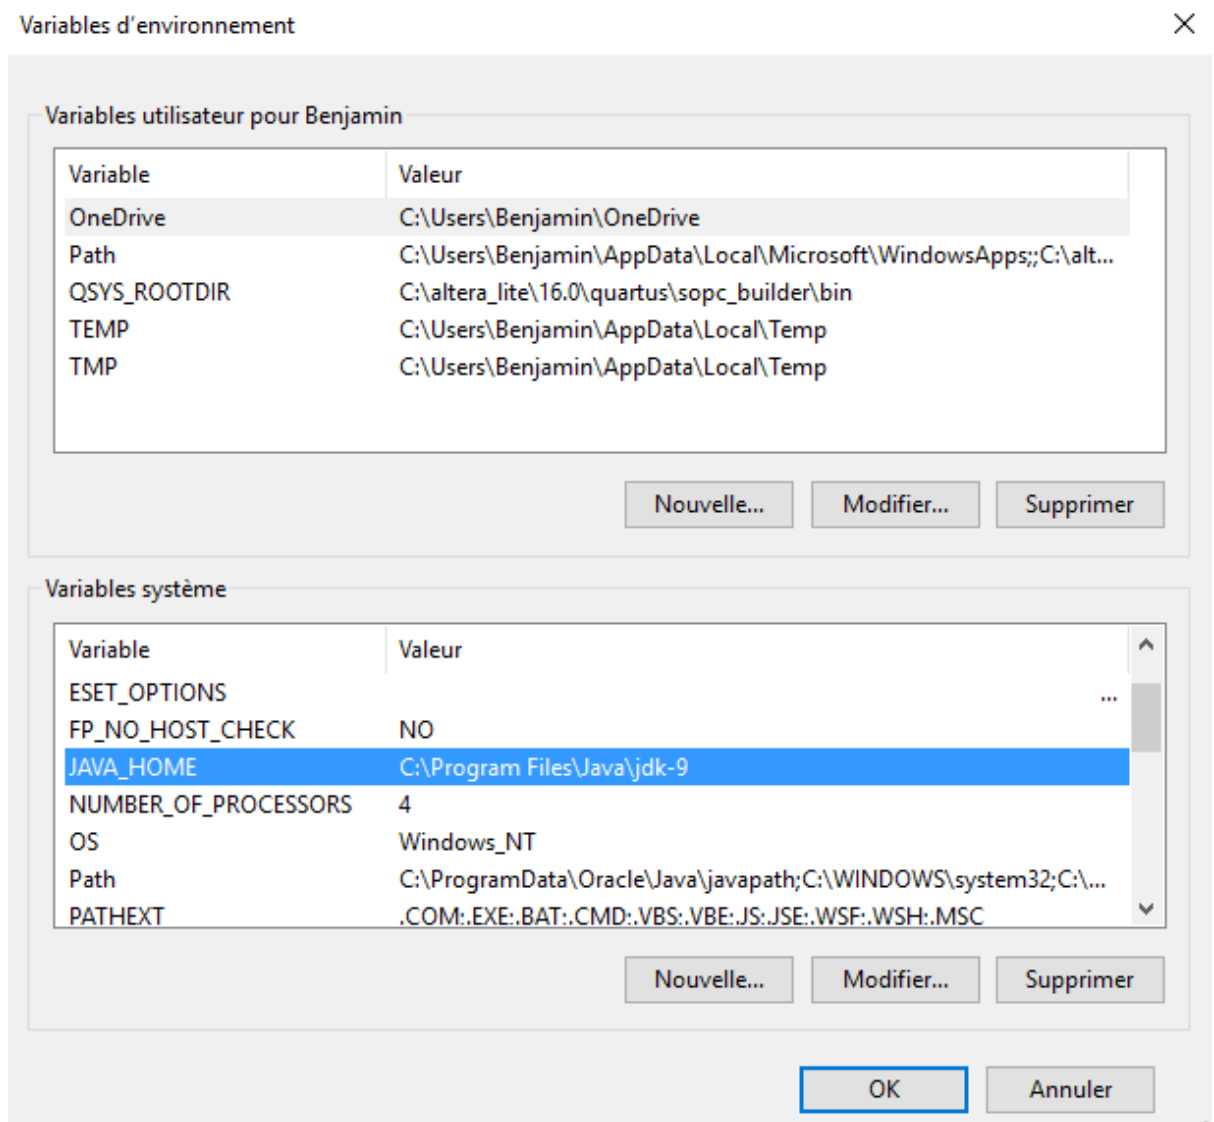 Variables d'environnement
Variables utilisateur pour Benjamin
Variable Valeur
OneDrive C:\Users\Benjamin\OneDrive
Path C:\Users\Benjamin\AppData\Local\Microsoft\WindowsApps;;C:\alt...
QSYS_ROOTDIR C:\altera_lite\16.0\quartus\sopc_builder\bin
TEMP C:\Users\Benjamin\AppData\Local\Temp
TMP C:\Users\Benjamin\AppData\Local\Temp
Nouvelle... Modifier... Supprimer
Variables système
Variable Valeur
ESET_OPTIONS ...
FP_NO_HOST_CHECK NO
JAVA_HOME C:\Program Files\Java\jdk-9
NUMBER_OF_PROCESSORS 4
OS Windows_NT
Path C:\ProgramData\Oracle\Java\javapath;C:\WINDOWS\system32;C:\...
PATHEXT .COM;.EXE;.BAT;.CMD;.VBS;.VBE;.JS;.JSE;.WSF;.WSH;.MSC
Nouvelle... Modifier... Supprimer
OK Annuler